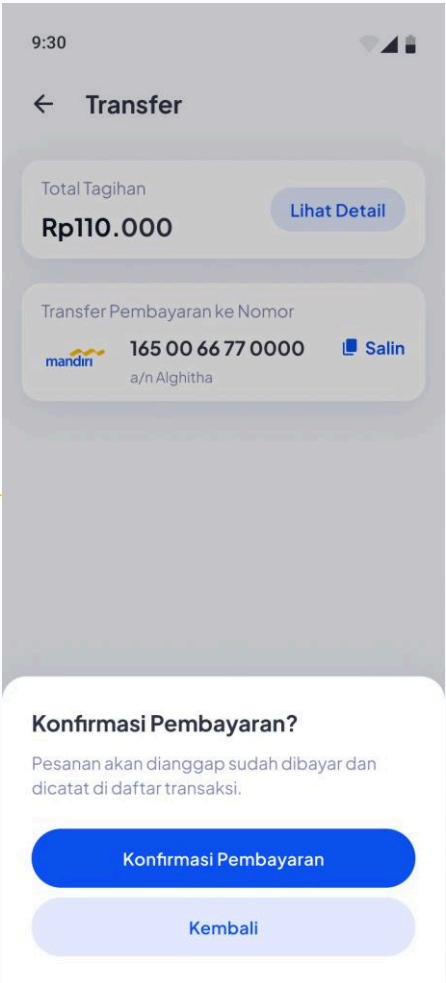 9:30
Transfer
Total Tagihan
Rp110.000
Lihat Detail
Transfer Pembayaran ke Nomor
mandiri
165 00 66 77 0000
Salin
a/n Alghitha
Konfirmasi Pembayaran?
Pesanan akan dianggap sudah dibayar dan
dicatat di daftar transaksi.
Konfirmasi Pembayaran
Kembali